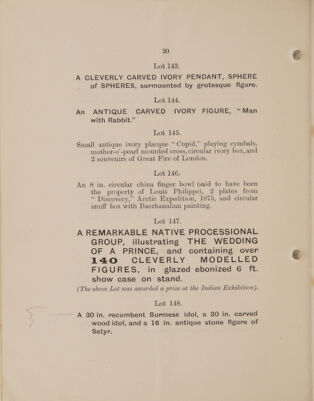 20
Lot 143.
A CLEVERLY CARVED IVORY PENDANT, SPHERE
of SPHERES, surmounted by grotesque figure.
Lot 144.
An ANTIQUE CARVED IVORY FIGURE, "Man
with Rabbit."
Lot 145.
Small antique ivory placque "Cupid," playing cymbals,
mother-o'-pearl mounted cross, circular ivory box, and
2 souvenirs of Great Fire of London.
Lot 146.
An 8 in. circular china finger bowl (said to have been
the property of Louis Philippe), 2 plates from
"Discovery," Arctic Expedition, 1875, and circular
snuff box with Bacchanalian painting.
Lot 147.
A REMARKABLE NATIVE PROCESSIONAL
GROUP, illustrating THE WEDDING
OF A PRINCE, and containing over
140 CLEVERLY MODELLED
FIGURES, in glazed ebonized 6 ft.
show case on stand.
(The above Lot was awarded a prize at the Indian Exhibition).
Lot 148.
A 30 in. recumbent Burmese idol, a 20 in. carved
wood idol, and a 16 in. antique stone figure of
Satyr.